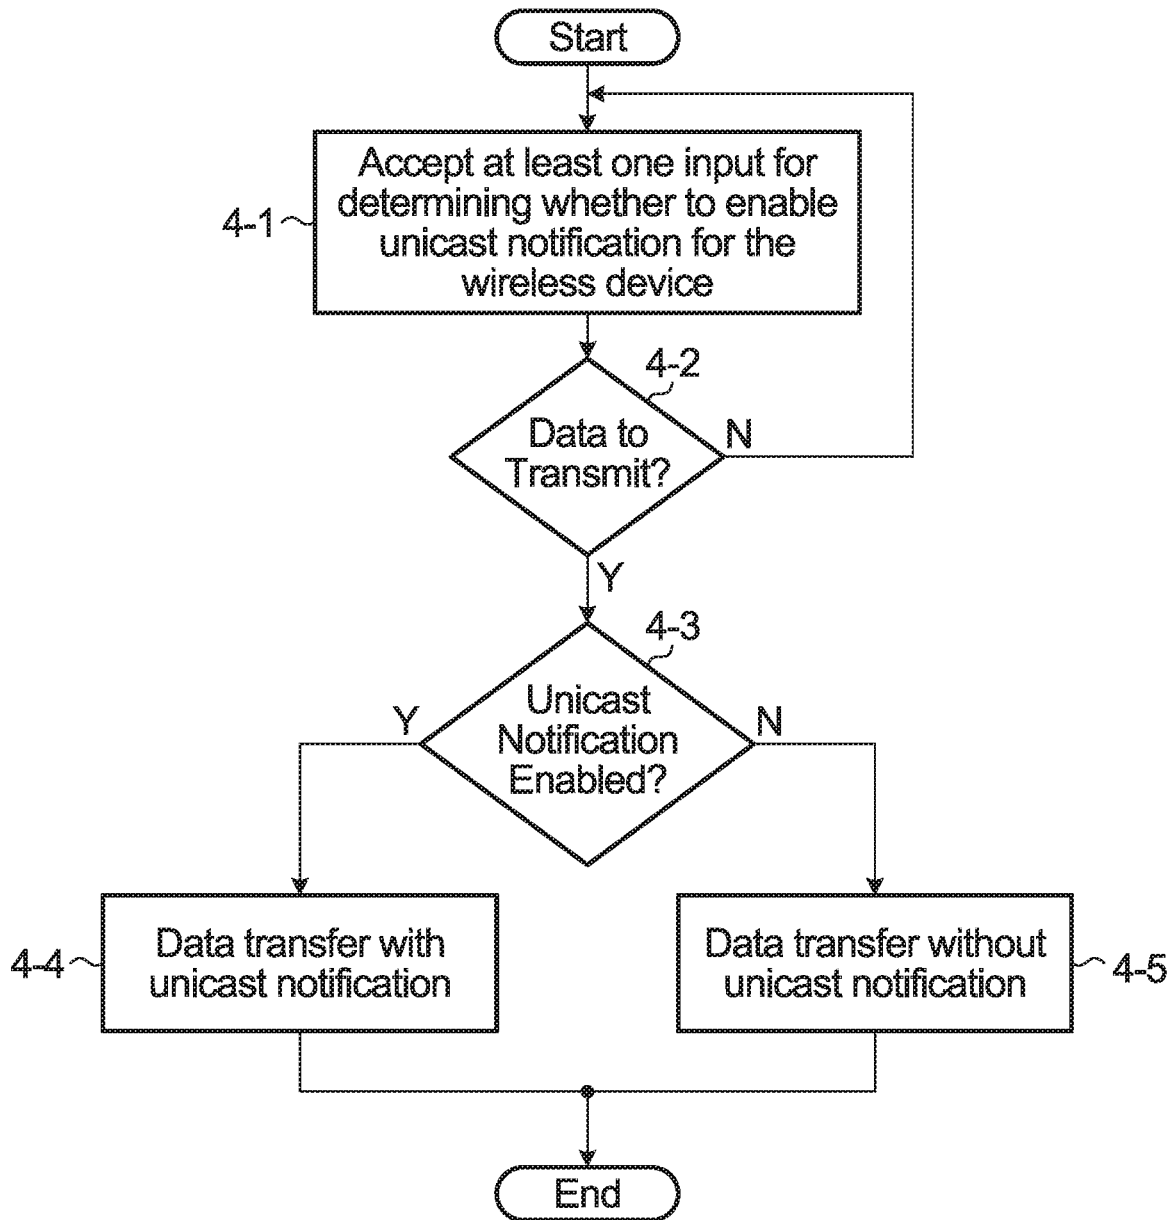 Start
Accept at least one input for
determining whether to enable
unicast notification for the
wireless device
4-1
4-2
Data to
Transmit?
N
Y
4-3
Unicast
Notification
Enabled?
Y
N
4-4
Data transfer with
unicast notification
Data transfer without
unicast notification
4-5
End